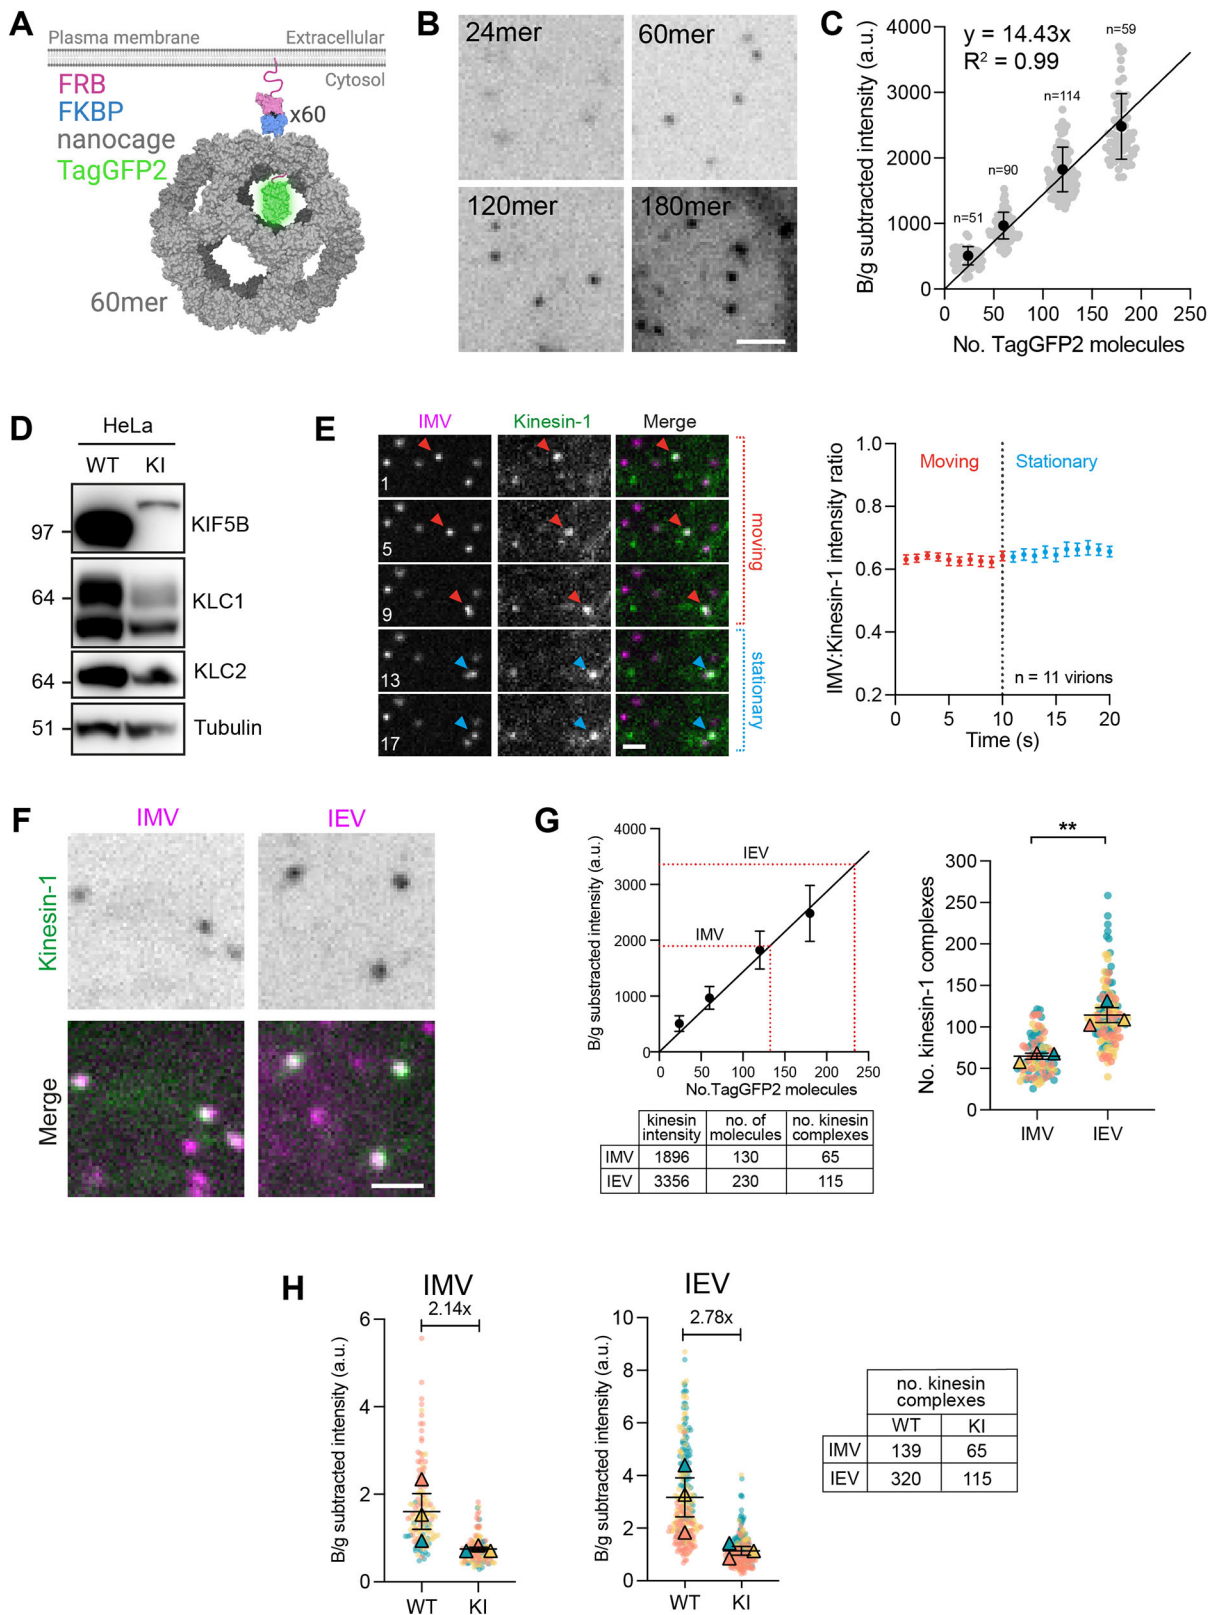 A
Plasma membrane
Extracellular
Cytosol
FRB
FKBP
nanocage
TagGFP2
x60
60mer
B
24mer
60mer
120mer
180mer
C
B/g subtracted intensity (a.u.)
4000
3000
2000
1000
0
y = 14.43x
R² = 0.99
n=51
n=90
n=114
n=59
0
50
100
150
200
250
No. TagGFP2 molecules
D
HeLa
WT
KI
97
KIF5B
64
KLC1
64
KLC2
51
Tubulin
E
IMV
Kinesin-1
Merge
1
5
9
13
17
moving
stationary
IMV:Kinesin-1 intensity ratio
1.0
0.8
0.6
0.4
0.2
Moving
Stationary
n = 11 virions
0
5
10
15
20
Time (s)
F
IMV
IEV
Kinesin-1
Merge
G
B/g substracted intensity (a.u.)
4000
3000
2000
1000
0
IEV
IMV
0
50
100
150
200
250
No.TagGFP2 molecules
kinesin intensity
no. of molecules
no. kinesin complexes
IMV 1896 130 65
IEV 3356 230 115
No. kinesin-1 complexes
300
250
200
150
100
50
0
**
IMV
IEV
H
IMV
2.14x
B/g subtracted intensity (a.u.)
6
4
2
0
WT
KI
IEV
2.78x
B/g subtracted intensity (a.u.)
10
8
6
4
2
0
WT
KI
no. kinesin
complexes
WT KI
IMV 139 65
IEV 320 115